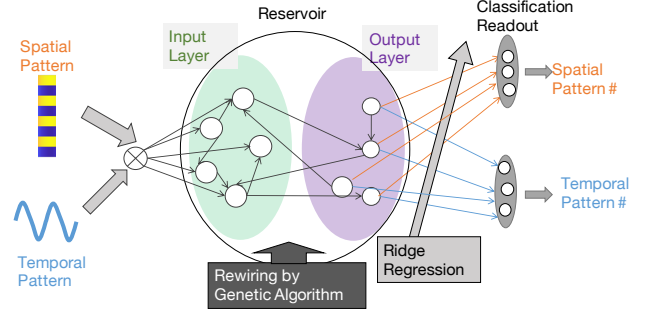 Reservoir
Classification
Readout
Spatial
Pattern
Input
Layer
Output
Layer
Spatial
Pattern #
Temporal
Pattern #
Temporal
Pattern
Rewiring by
Genetic Algorithm
Ridge
Regression